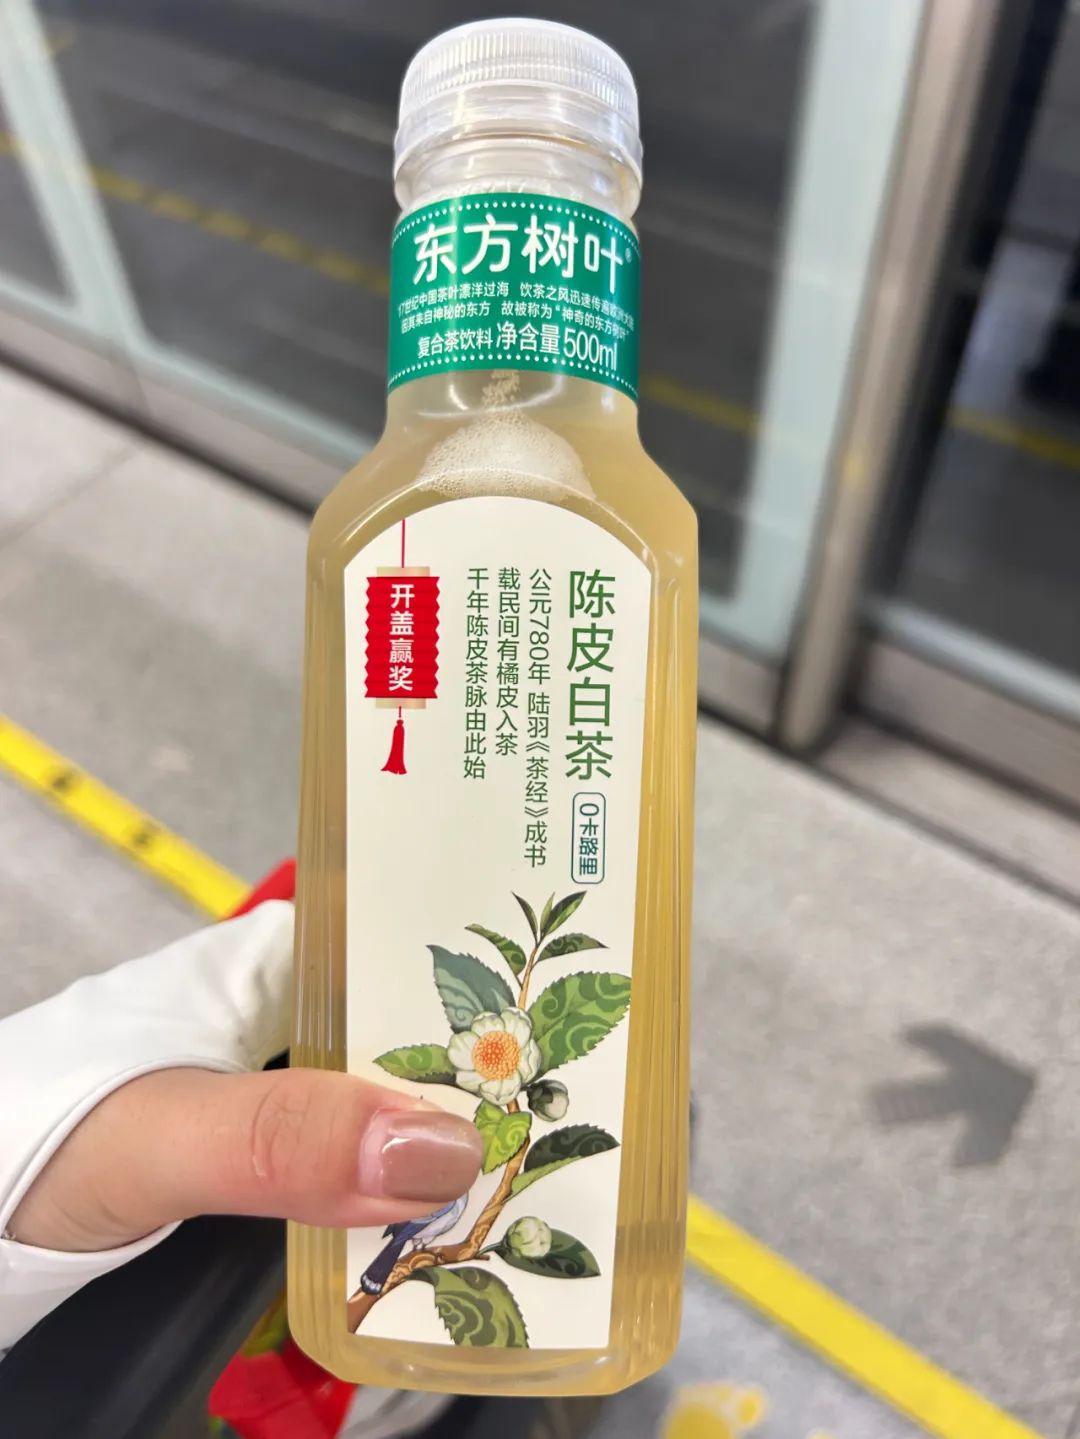 东方树叶®
17世纪中国茶叶漂洋过海 饮茶之风迅速传遍欧洲大陆
因其来自神秘的东方 故被称为“神奇的东方树叶”
复合茶饮料 净含量500ml
陈皮白茶
0卡路里
公元780年 陆羽《茶经》成书
载民间有橘皮入茶
千年陈皮茶脉由此始
开盖赢奖